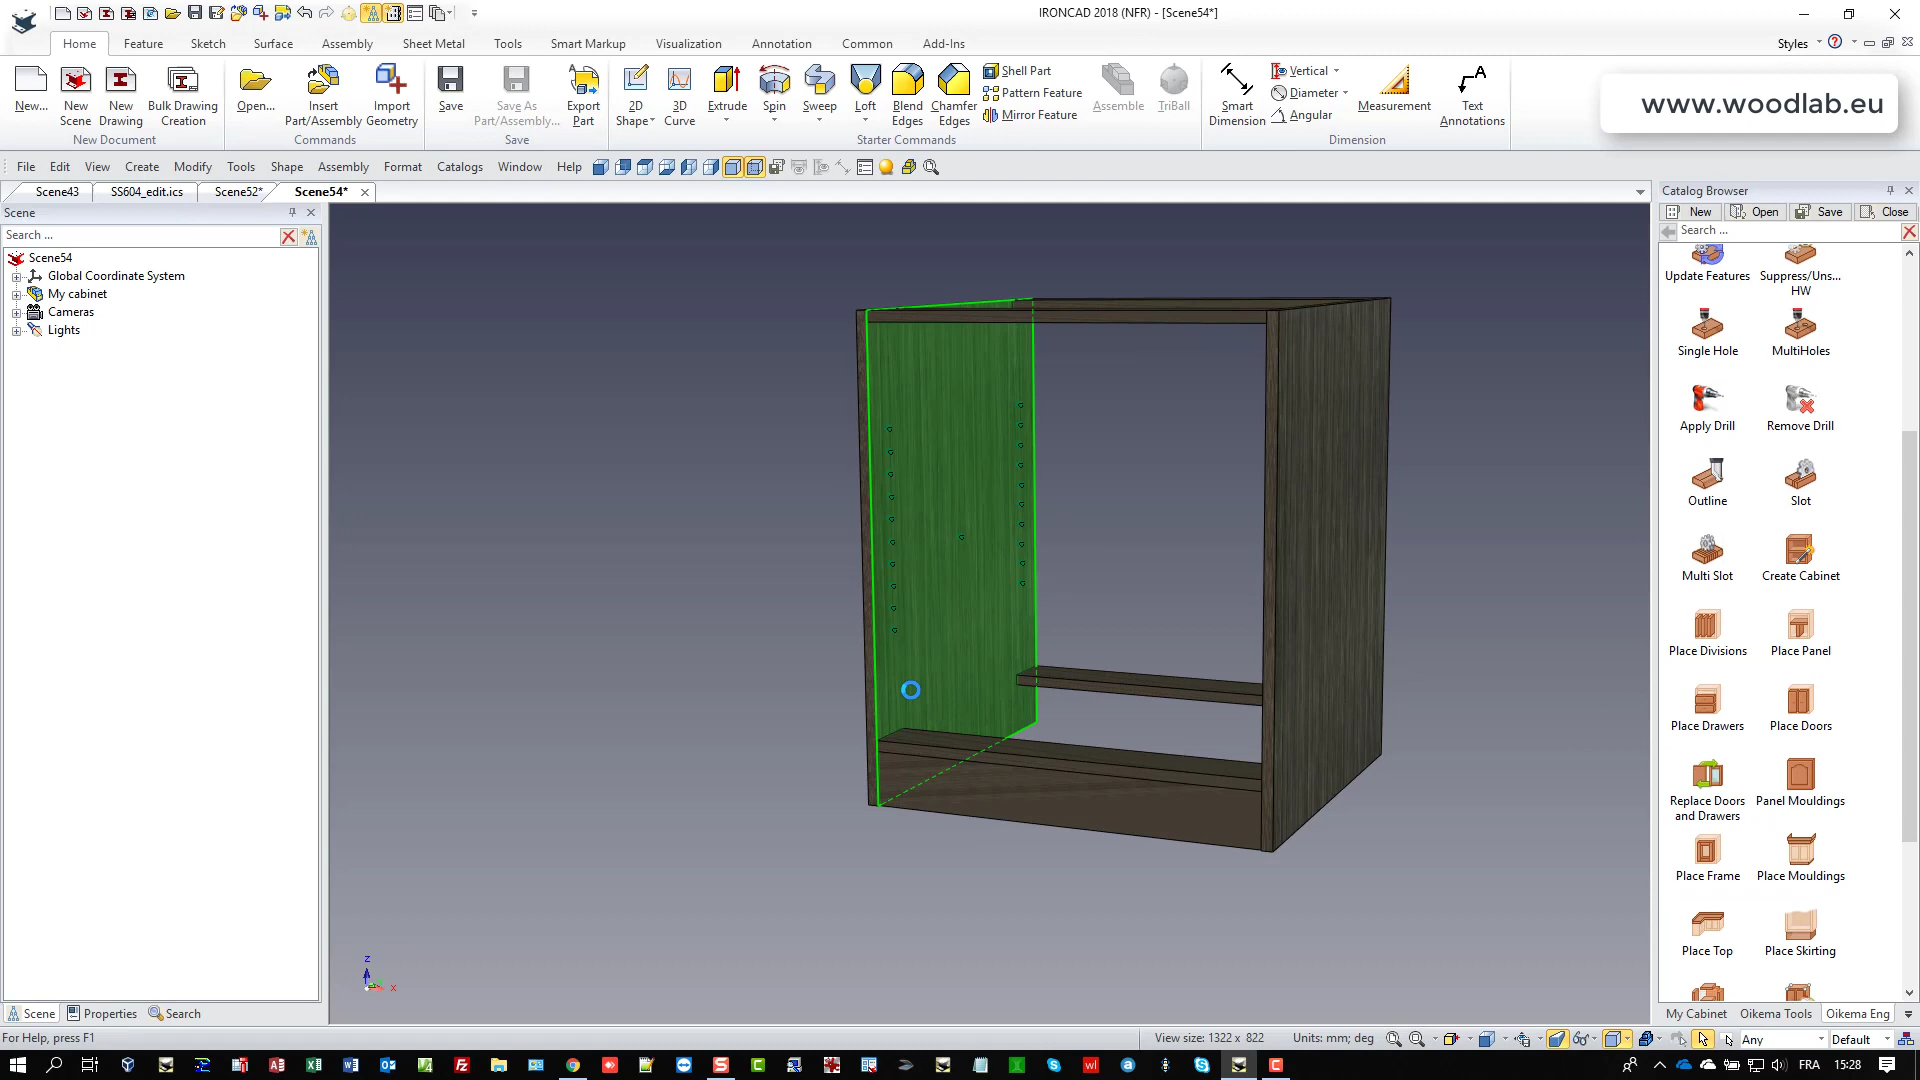 IRONCAD 2018 (NFR) - [Scene54*]
Home Feature Sketch Surface Assembly Sheet Metal Tools Smart Markup Visualization Annotation Common Add-Ins Styles
New... New Scene New Drawing Bulk Drawing Creation
New Document
Open... Insert Part/Assembly Import Geometry
Commands
Save Save As Part/Assembly... Export Part
Save
2D Shape 3D Curve Extrude Spin Sweep Loft Blend Edges Chamfer Edges
Shell Part
Pattern Feature
Mirror Feature
Assemble TriBall
Starter Commands
Smart Dimension
Vertical
Diameter
Angular
Measurement Text Annotations
Dimension
www.woodlab.eu
File Edit View Create Modify Tools Shape Assembly Format Catalogs Window Help
Scene43 SS604_edit.ics Scene52* Scene54*
Scene
Search ...
Scene54
Global Coordinate System
My cabinet
Cameras
Lights
Scene Properties Search
z
x
Catalog Browser
New Open Save Close
Search ...
Update Features Suppress/Uns... HW
Single Hole MultiHoles
Apply Drill Remove Drill
Outline Slot
Multi Slot Create Cabinet
Place Divisions Place Panel
Place Drawers Place Doors
Replace Doors and Drawers Panel Mouldings
Place Frame Place Mouldings
Place Top Place Skirting
My Cabinet Oikema Tools Oikema Eng
For Help, press F1
View size: 1322 x 822 Units: mm; deg Any Default
FRA 15:28